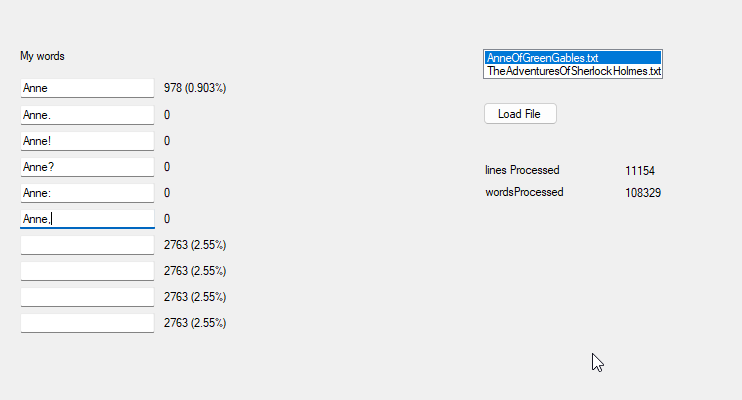 My words
Anne 978 (0.903%)
Anne. 0
Anne! 0
Anne? 0
Anne: 0
Anne, 0
2763 (2.55%)
2763 (2.55%)
2763 (2.55%)
2763 (2.55%)
AnneOfGreenGables.txt
TheAdventuresOfSherlockHolmes.txt
Load File
lines Processed 11154
wordsProcessed 108329